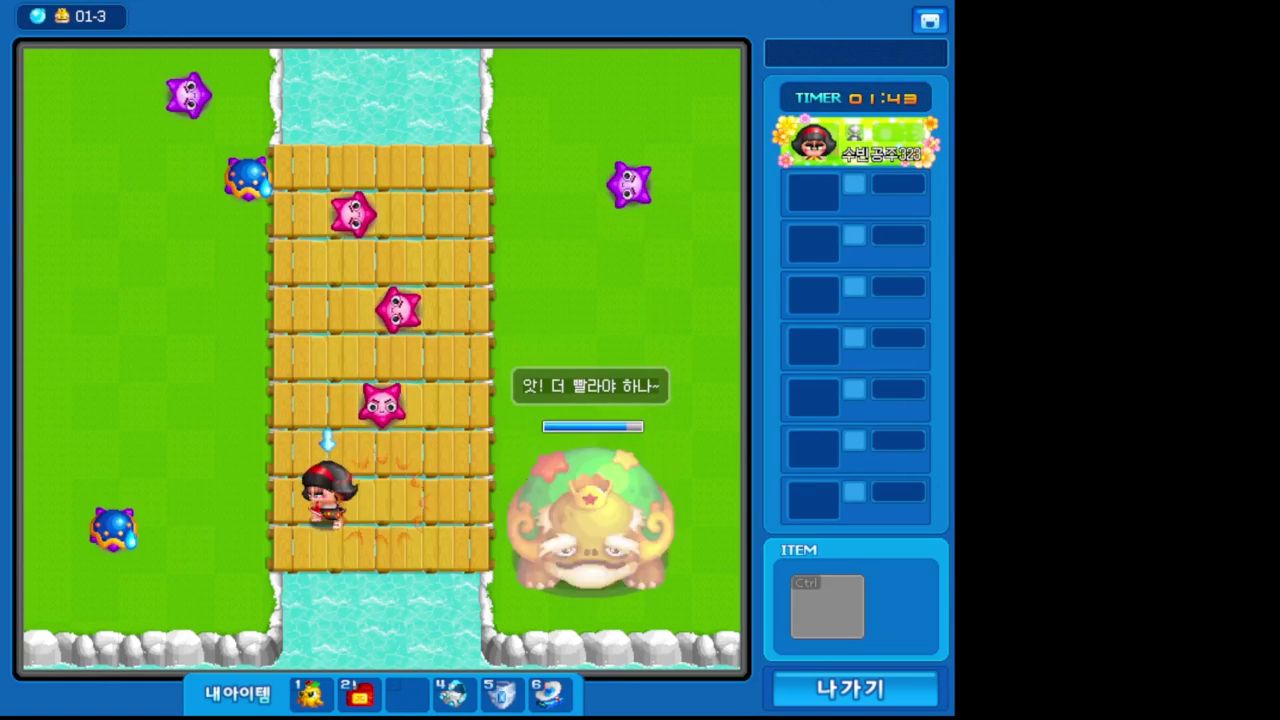 01-3
TIMER 01:43
수빈공주323
앗! 더 빨라야 하나~
ITEM
Ctrl
내아이템
1
2
4
5
6
나가기